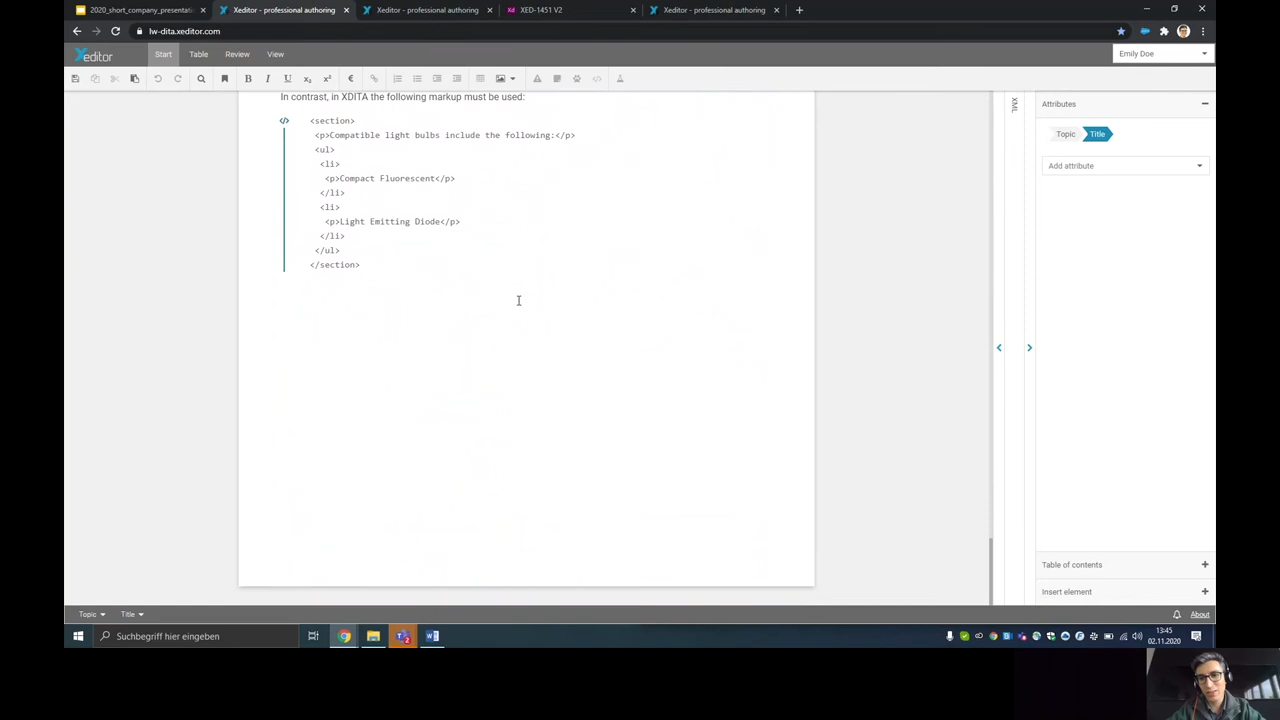 2020_short_company_presentati
Xeditor - professional authoring
Xeditor - professional authoring
XED-1451 V2
Xeditor - professional authoring
lw-dita.xeditor.com
Xeditor
Start
Table
Review
View
Emily Doe
In contrast, in XDITA the following markup must be used:
<section>
<p>Compatible light bulbs include the following:</p>
<ul>
<li>
<p>Compact Fluorescent</p>
</li>
<li>
<p>Light Emitting Diode</p>
</li>
</ul>
</section>
XML
Attributes
Topic
Title
Add attribute
Table of contents
Insert element
Topic
Title
About
Suchbegriff hier eingeben
13:45
02.11.2020